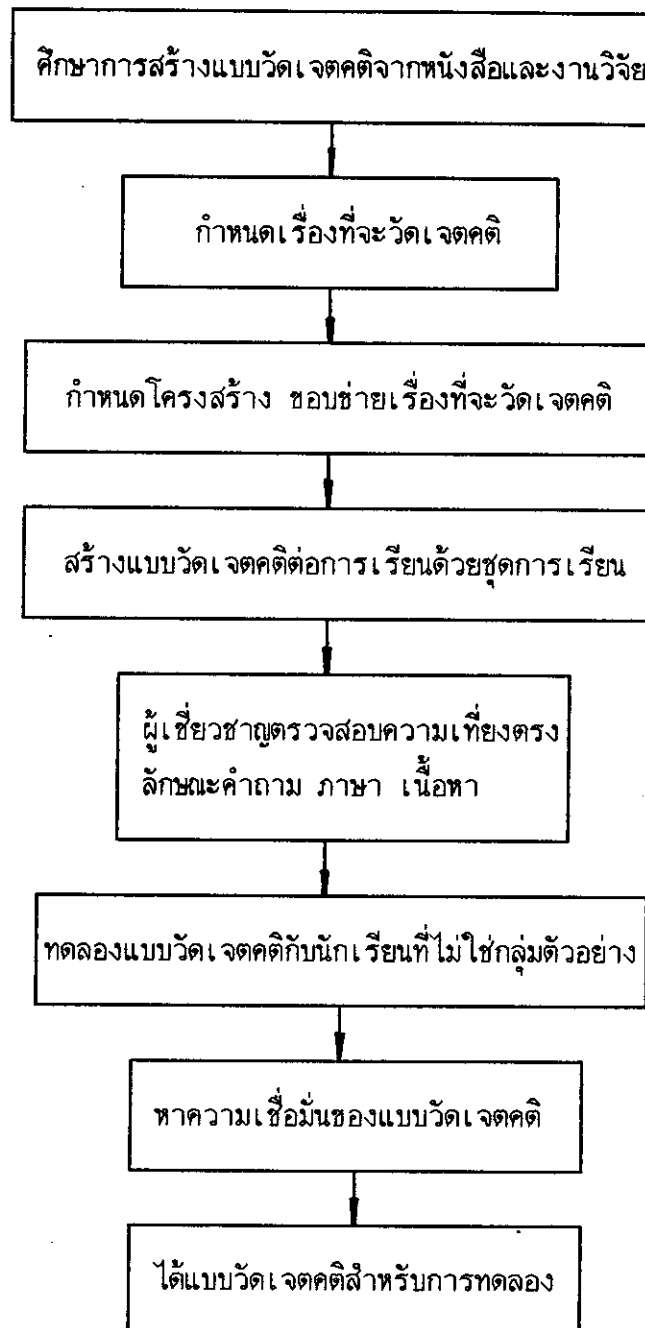 ศึกษาการสร้างแบบวัดเจตคติจากหนังสือและงานวิจัย
กำหนดเรื่องที่จะวัดเจตคติ
กำหนดโครงสร้าง ขอบข่ายเรื่องที่จะวัดเจตคติ
สร้างแบบวัดเจตคติต่อการเรียนด้วยชุดการเรียน
ผู้เชี่ยวชาญตรวจสอบความเที่ยงตรง
ลักษณะคำถาม ภาษา เนื้อหา
ทดลองแบบวัดเจตคติกับนักเรียนที่ไม่ใช่กลุ่มตัวอย่าง
หาความเชื่อมั่นของแบบวัดเจตคติ
ได้แบบวัดเจตคติสำหรับการทดลอง